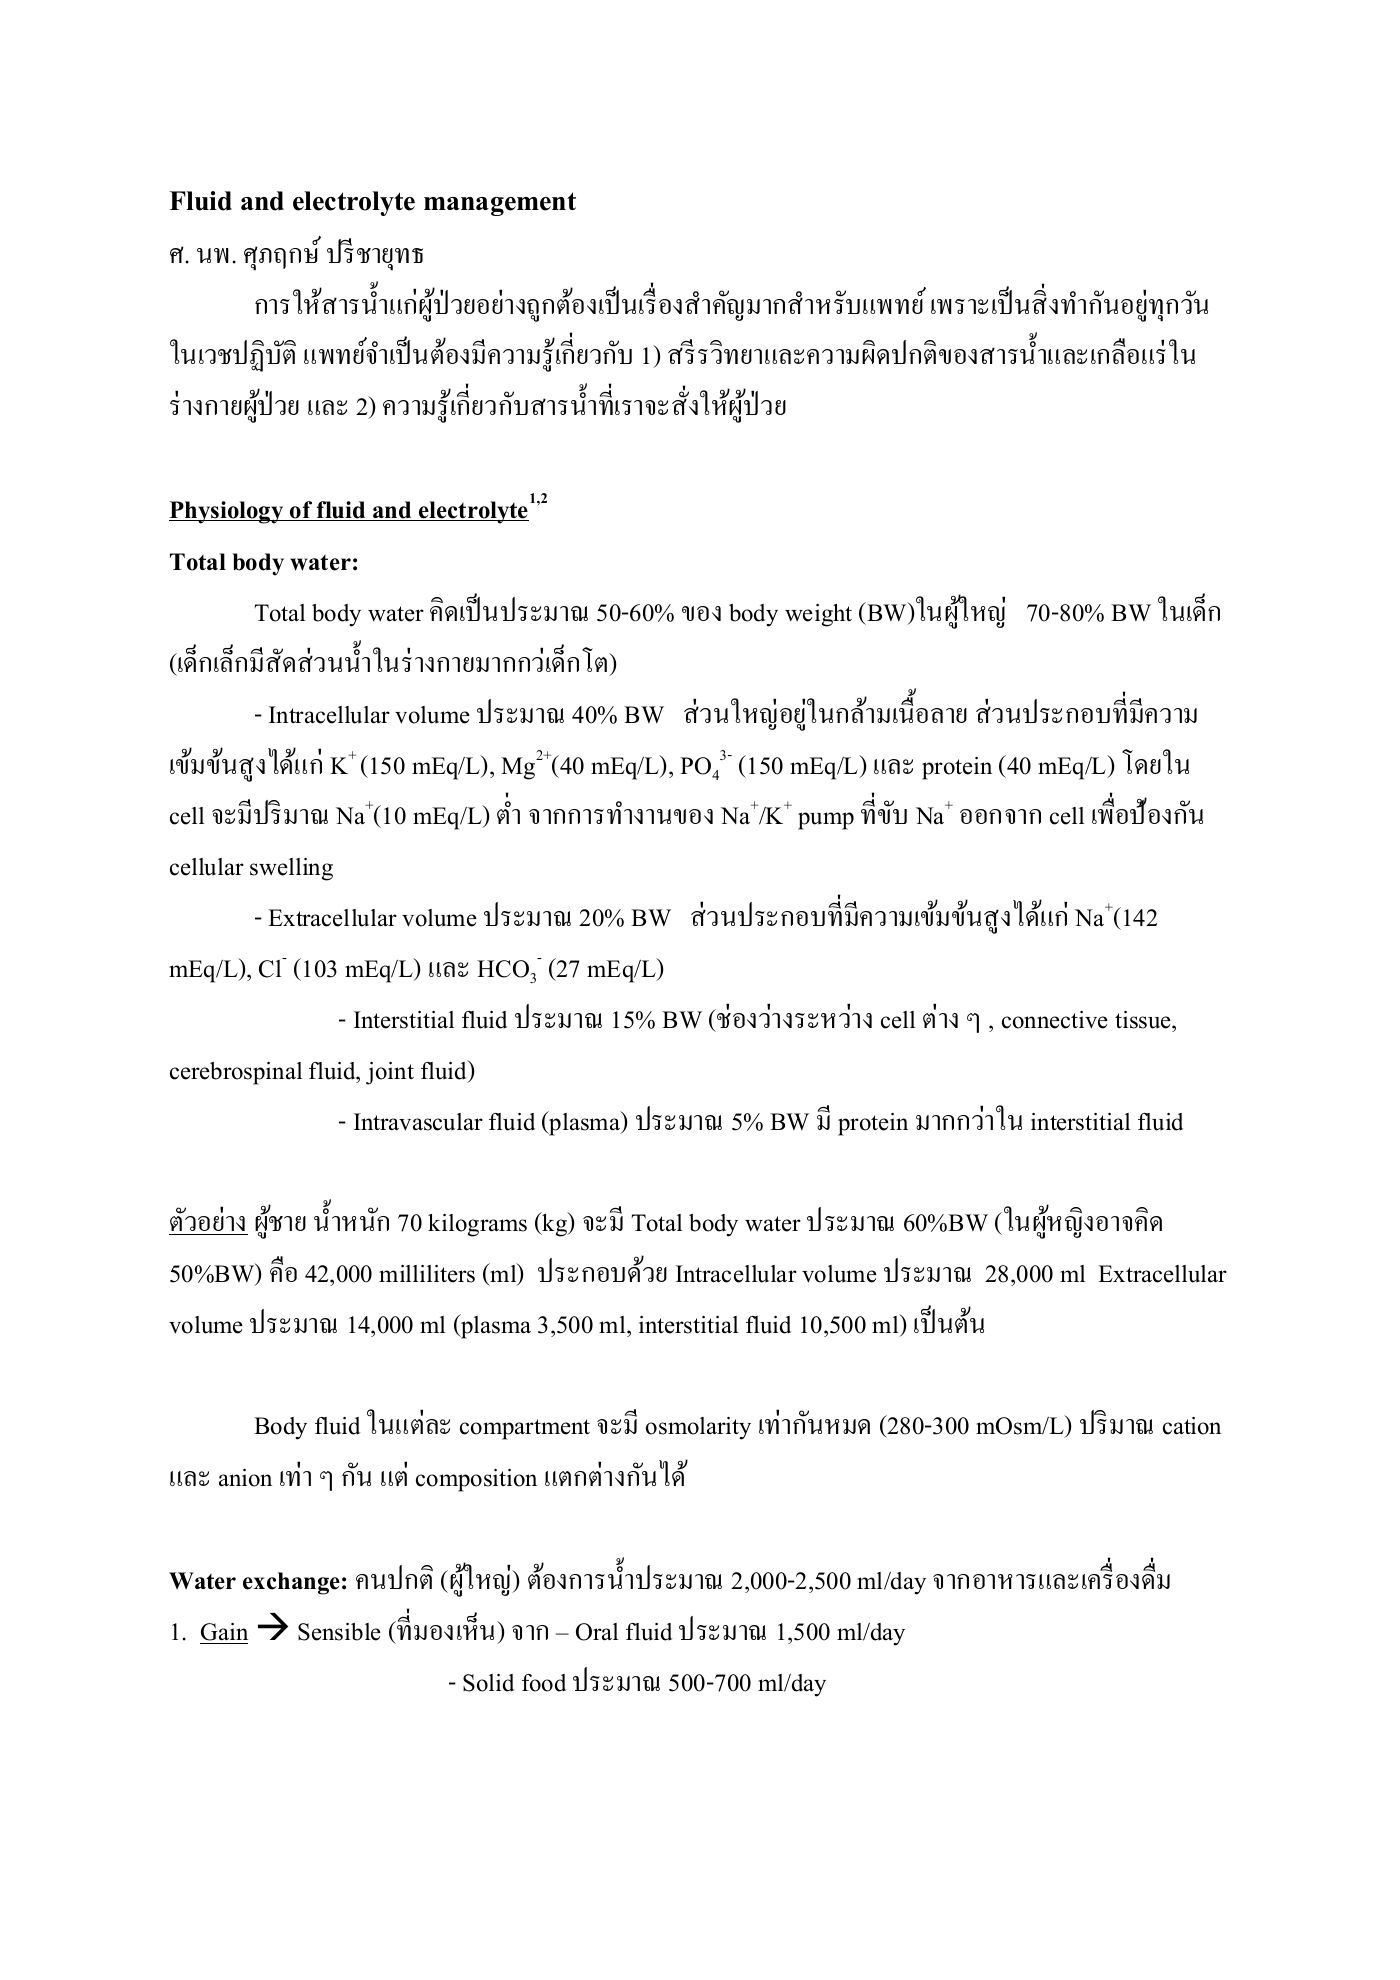 Fluid and electrolyte management
ศ. นพ. ศุภฤกษ์ ปรีชายุทธ
การให้สารน้ำแก่ผู้ป่วยอย่างถูกต้องเป็นเรื่องสำคัญมากสำหรับแพทย์ เพราะเป็นสิ่งทำกันอยู่ทุกวัน
ในเวชปฏิบัติ แพทย์จำเป็นต้องมีความรู้เกี่ยวกับ 1) สรีรวิทยาและความผิดปกติของสารน้ำและเกลือแร่ใน
ร่างกายผู้ป่วย และ 2) ความรู้เกี่ยวกับสารน้ำที่เราจะสั่งให้ผู้ป่วย
Physiology of fluid and electrolyte1,2
Total body water:
Total body water คิดเป็นประมาณ 50-60% ของ body weight (BW)ในผู้ใหญ่ 70-80% BW ในเด็ก
(เด็กเล็กมีสัดส่วนน้ำในร่างกายมากกว่เด็กโต)
- Intracellular volume ประมาณ 40% BW ส่วนใหญ่อยู่ในกล้ามเนื้อลาย ส่วนประกอบที่มีความ
เข้มข้นสูงได้แก่ K+ (150 mEq/L), Mg2+(40 mEq/L), PO43- (150 mEq/L) และ protein (40 mEq/L) โดยใน
cell จะมีปริมาณ Na+(10 mEq/L) ต่ำ จากการทำงานของ Na+/K+ pump ที่ขับ Na+ ออกจาก cell เพื่อป้องกัน
cellular swelling
- Extracellular volume ประมาณ 20% BW ส่วนประกอบที่มีความเข้มข้นสูงได้แก่ Na+(142
mEq/L), Cl- (103 mEq/L) และ HCO3- (27 mEq/L)
- Interstitial fluid ประมาณ 15% BW (ช่องว่างระหว่าง cell ต่าง ๆ , connective tissue,
cerebrospinal fluid, joint fluid)
- Intravascular fluid (plasma) ประมาณ 5% BW มี protein มากกว่าใน interstitial fluid
ตัวอย่าง ผู้ชาย น้ำหนัก 70 kilograms (kg) จะมี Total body water ประมาณ 60%BW (ในผู้หญิงอาจคิด
50%BW) คือ 42,000 milliliters (ml) ประกอบด้วย Intracellular volume ประมาณ 28,000 ml Extracellular
volume ประมาณ 14,000 ml (plasma 3,500 ml, interstitial fluid 10,500 ml) เป็นต้น
Body fluid ในแต่ละ compartment จะมี osmolarity เท่ากันหมด (280-300 mOsm/L) ปริมาณ cation
และ anion เท่า ๆ กัน แต่ composition แตกต่างกันได้
Water exchange: คนปกติ (ผู้ใหญ่) ต้องการน้ำประมาณ 2,000-2,500 ml/day จากอาหารและเครื่องดื่ม
1. Gain → Sensible (ที่มองเห็น) จาก – Oral fluid ประมาณ 1,500 ml/day
- Solid food ประมาณ 500-700 ml/day